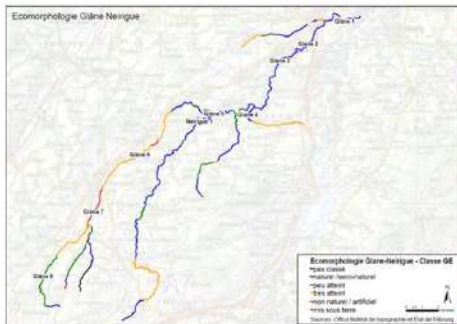 Ecomorphologie Glâne Neirigue
Glâne 1
Glâne 2
Glâne 3
Glâne 5
Glâne 4
Neirigue
Glâne 6
Glâne 7
Glâne 8
Ecomorphologie Glâne-Neirigue - Classe GE
pas classé
naturel / semi-naturel
peu atteint
très atteint
non naturel / artificiel
mis sous terre